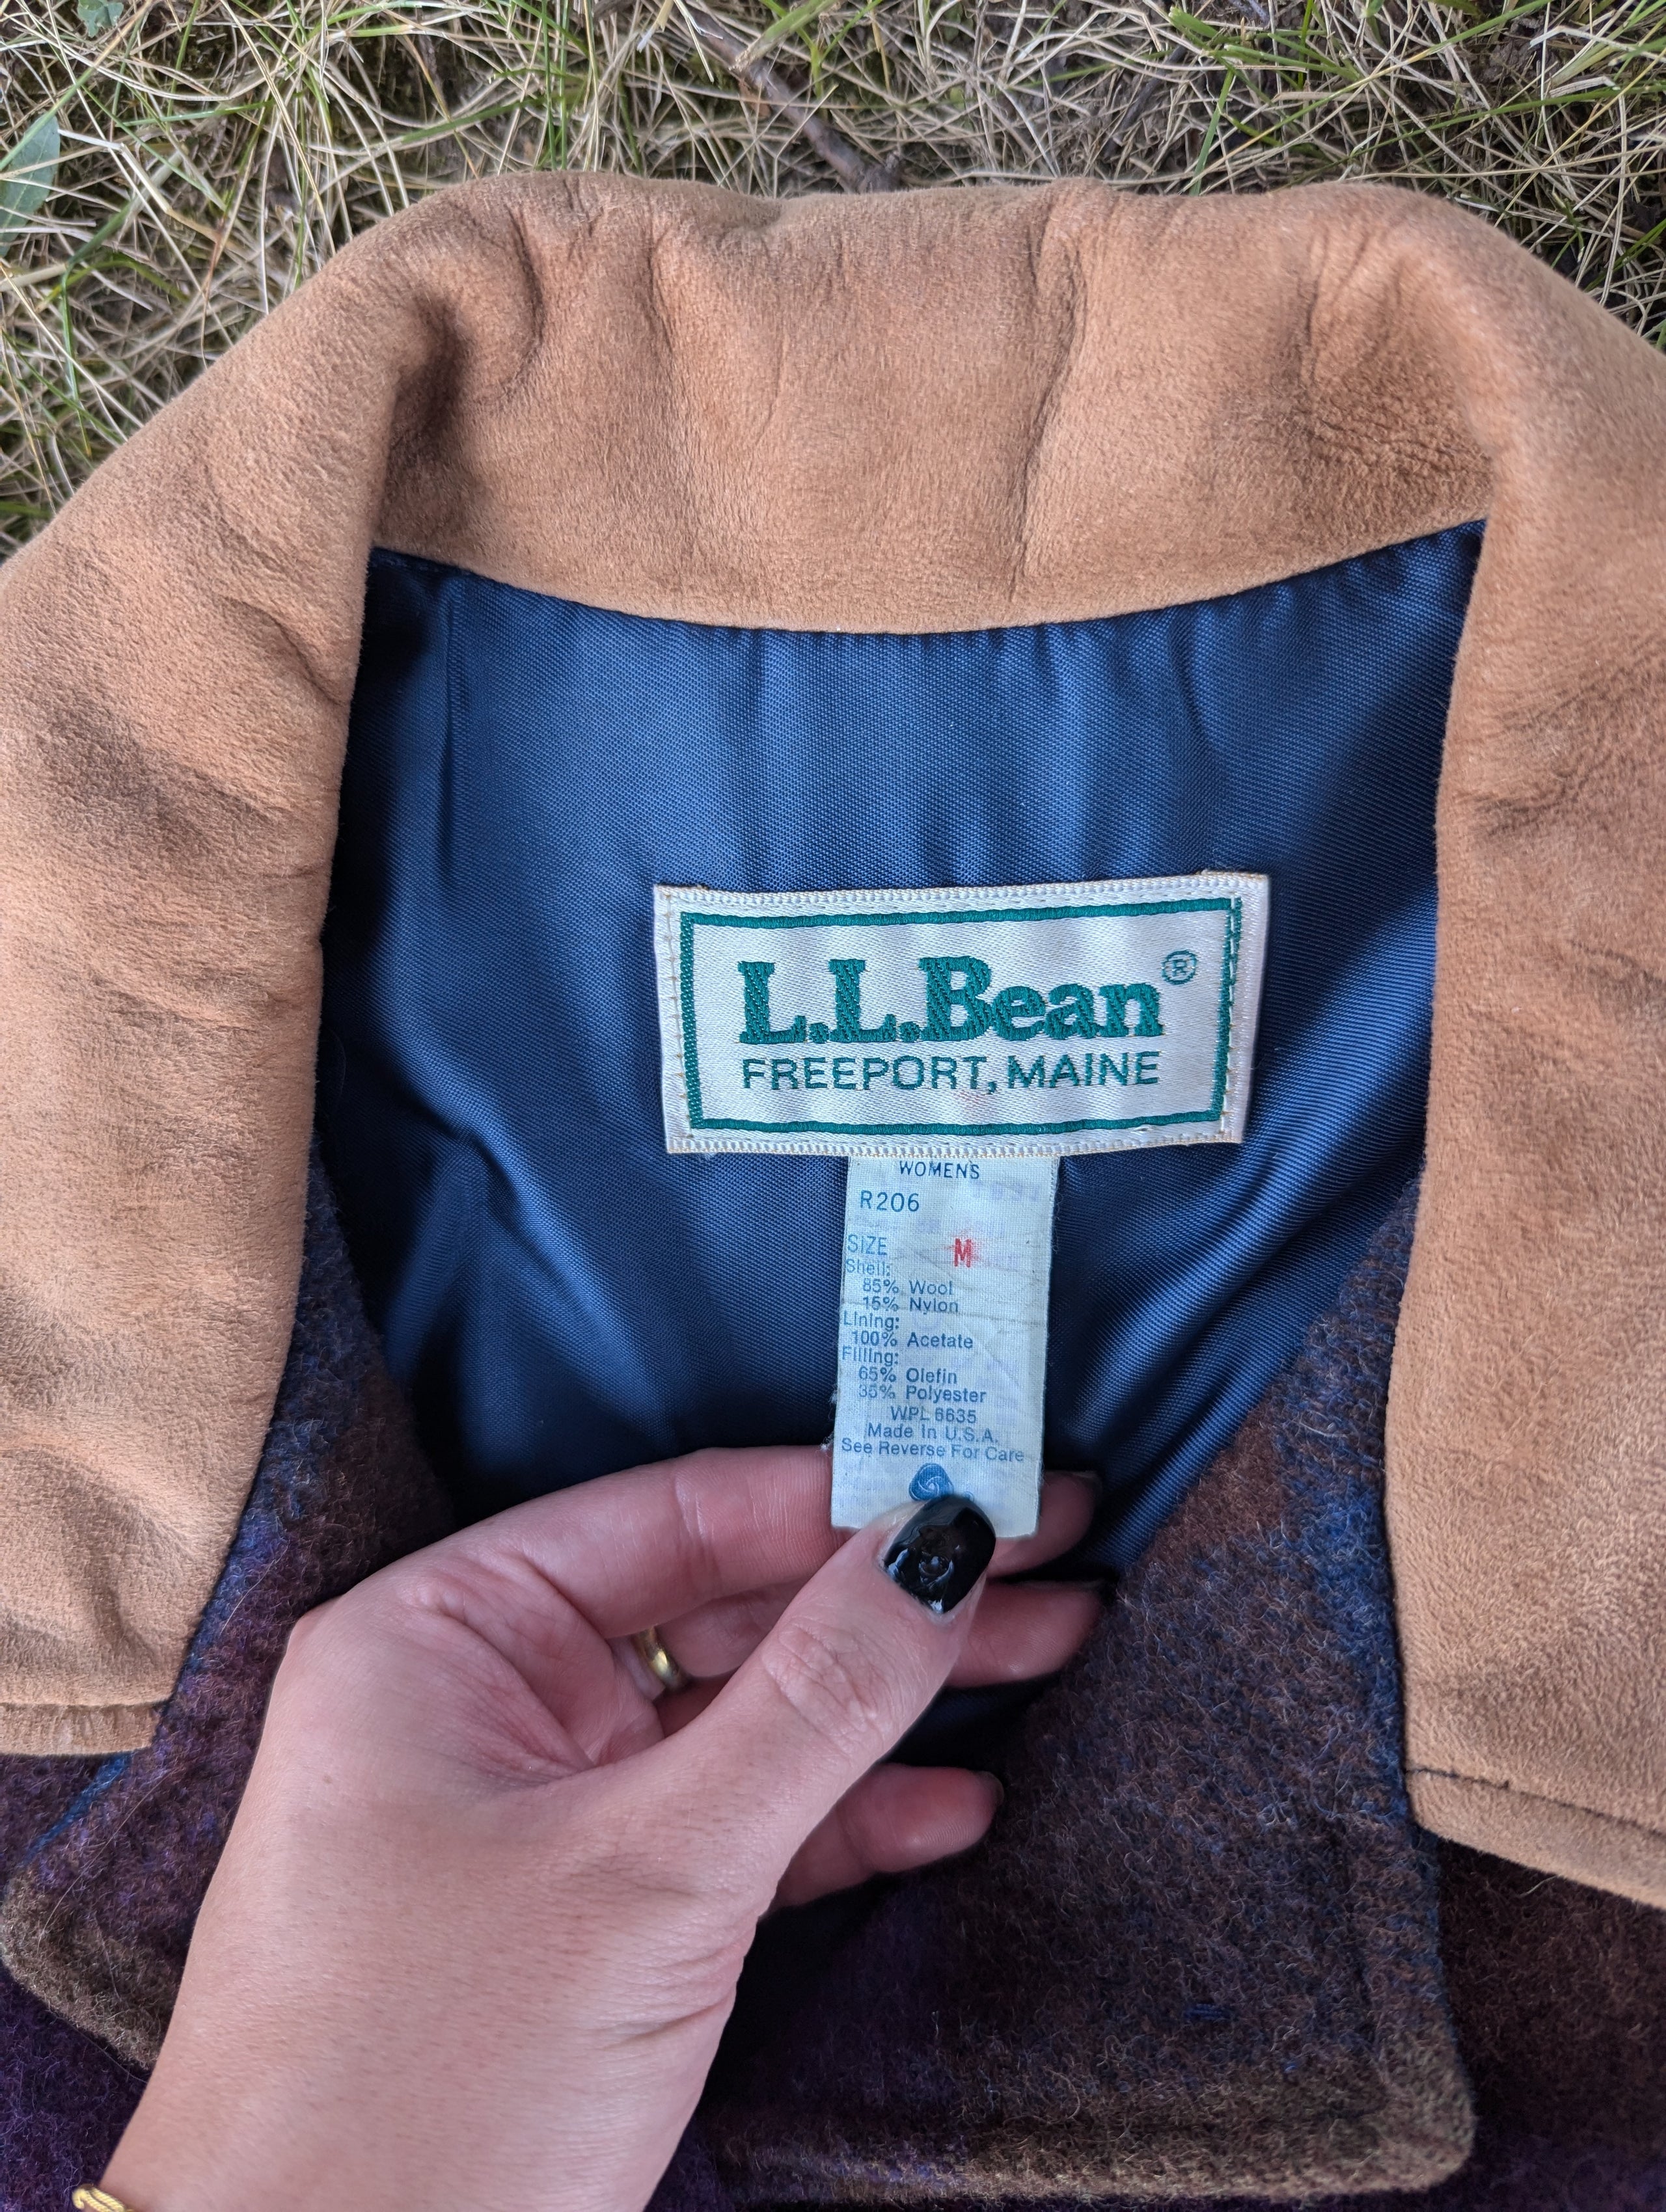 L.L.Bean®
FREEPORT, MAINE
WOMENS
R206
SIZE M
Shell:
85% Wool
15% Nylon
Lining:
100% Acetate
Filling:
65% Olefin
35% Polyester
WPL 6635
Made In U.S.A.
See Reverse For Care